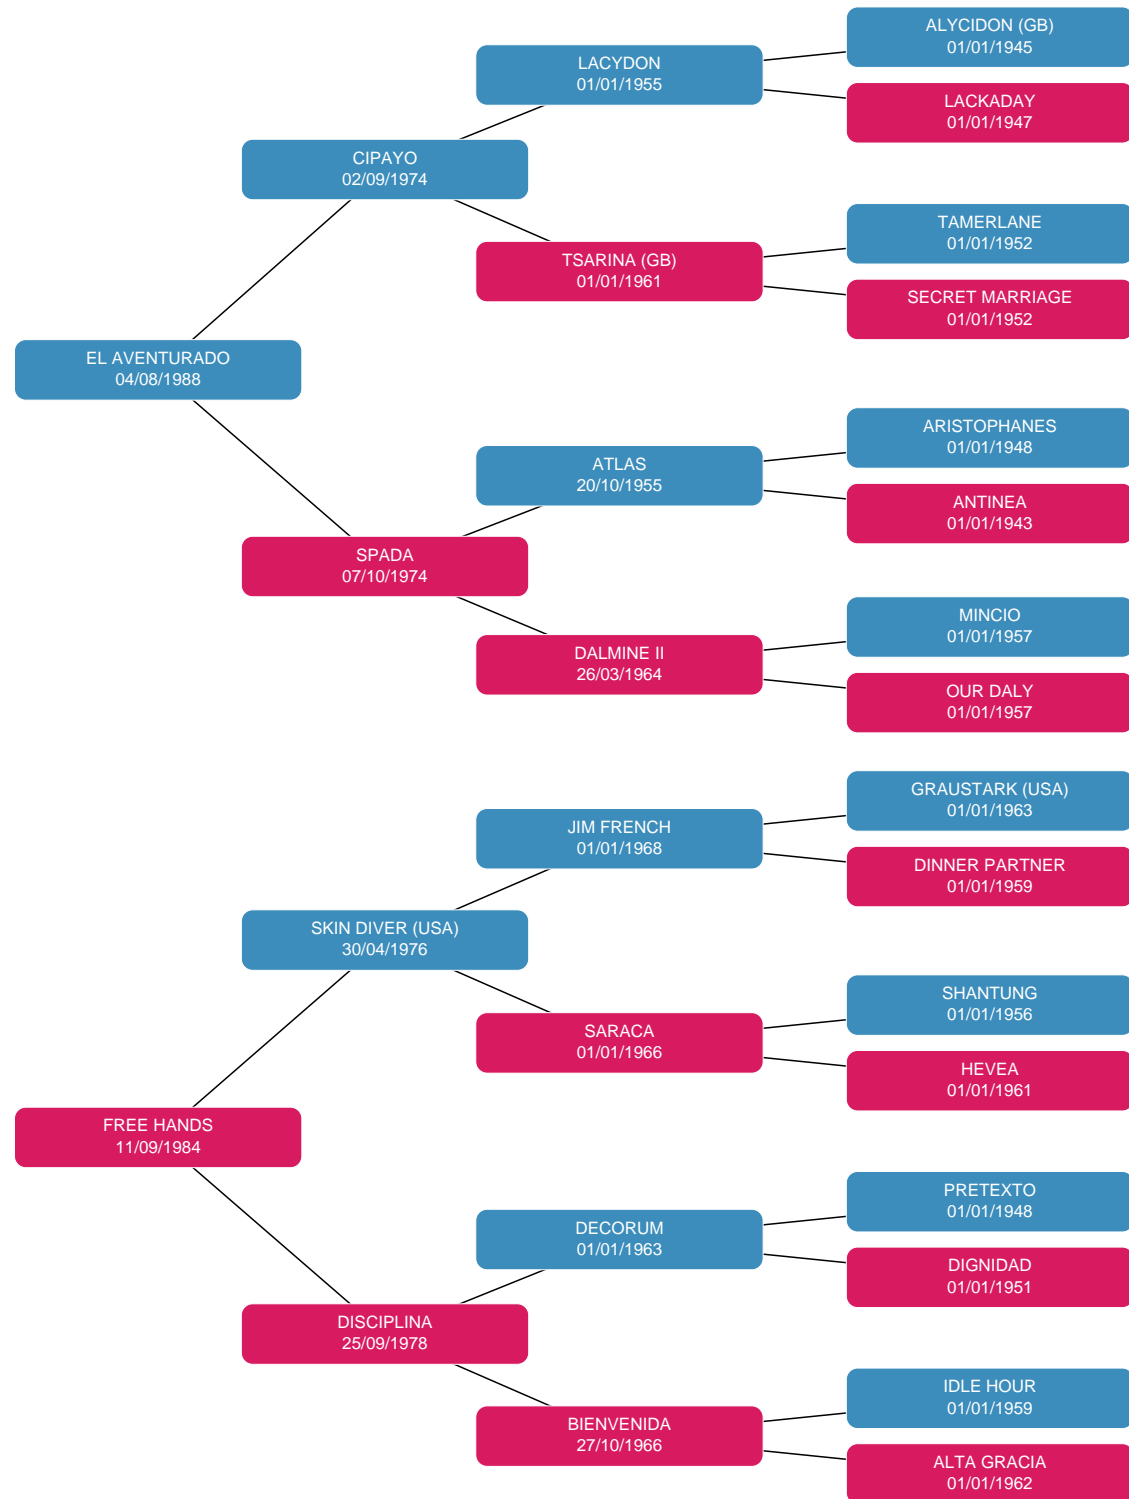 ALYCIDON (GB)
01/01/1945
LACYDON
01/01/1955
LACKADAY
01/01/1947
CIPAYO
02/09/1974
TAMERLANE
01/01/1952
TSARINA (GB)
01/01/1961
SECRET MARRIAGE
01/01/1952
EL AVENTURADO
04/08/1988
ARISTOPHANES
01/01/1948
ATLAS
20/10/1955
ANTINEA
01/01/1943
SPADA
07/10/1974
MINCIO
01/01/1957
DALMINE II
26/03/1964
OUR DALY
01/01/1957
GRAUSTARK (USA)
01/01/1963
JIM FRENCH
01/01/1968
DINNER PARTNER
01/01/1959
SKIN DIVER (USA)
30/04/1976
SHANTUNG
01/01/1956
SARACA
01/01/1966
HEVEA
01/01/1961
FREE HANDS
11/09/1984
PRETEXTO
01/01/1948
DECORUM
01/01/1963
DIGNIDAD
01/01/1951
DISCIPLINA
25/09/1978
IDLE HOUR
01/01/1959
BIENVENIDA
27/10/1966
ALTA GRACIA
01/01/1962